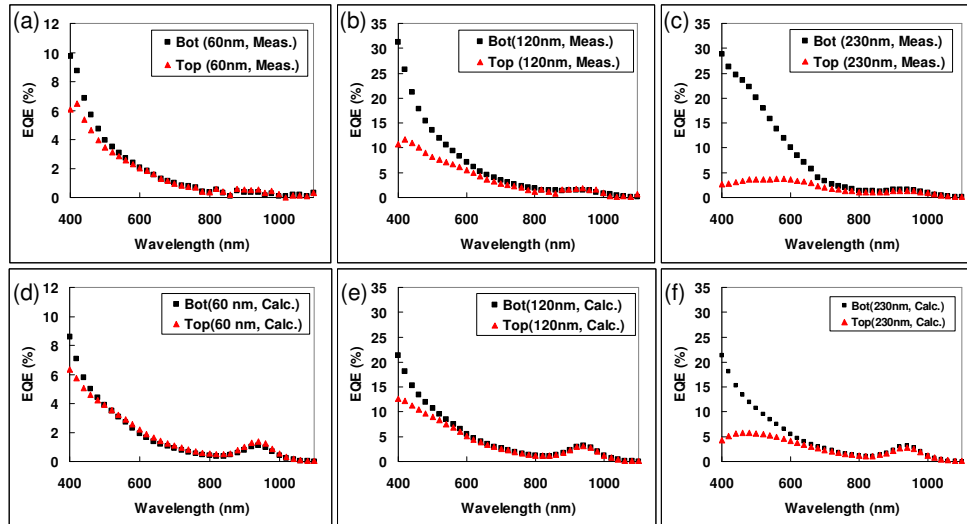 (a)
Bot (60nm, Meas.)
Top (60nm, Meas.)
EQE (%)
12
10
8
6
4
2
0
400 600 800 1000
Wavelength (nm)
(b)
Bot(120nm, Meas.)
Top (120nm, Meas.)
EQE (%)
35
30
25
20
15
10
5
0
400 600 800 1000
Wavelength (nm)
(c)
Bot (230nm, Meas.)
Top (230nm, Meas.)
EQE (%)
35
30
25
20
15
10
5
0
400 600 800 1000
Wavelength (nm)
(d)
Bot(60 nm, Calc.)
Top(60 nm, Calc.)
EQE (%)
12
10
8
6
4
2
0
400 600 800 1000
Wavelength (nm)
(e)
Bot(120nm, Calc.)
Top(120nm, Calc.)
EQE (%)
35
30
25
20
15
10
5
0
400 600 800 1000
Wavelength (nm)
(f)
Bot(230nm, Calc.)
Top(230nm, Calc.)
EQE (%)
35
30
25
20
15
10
5
0
400 600 800 1000
Wavelength (nm)